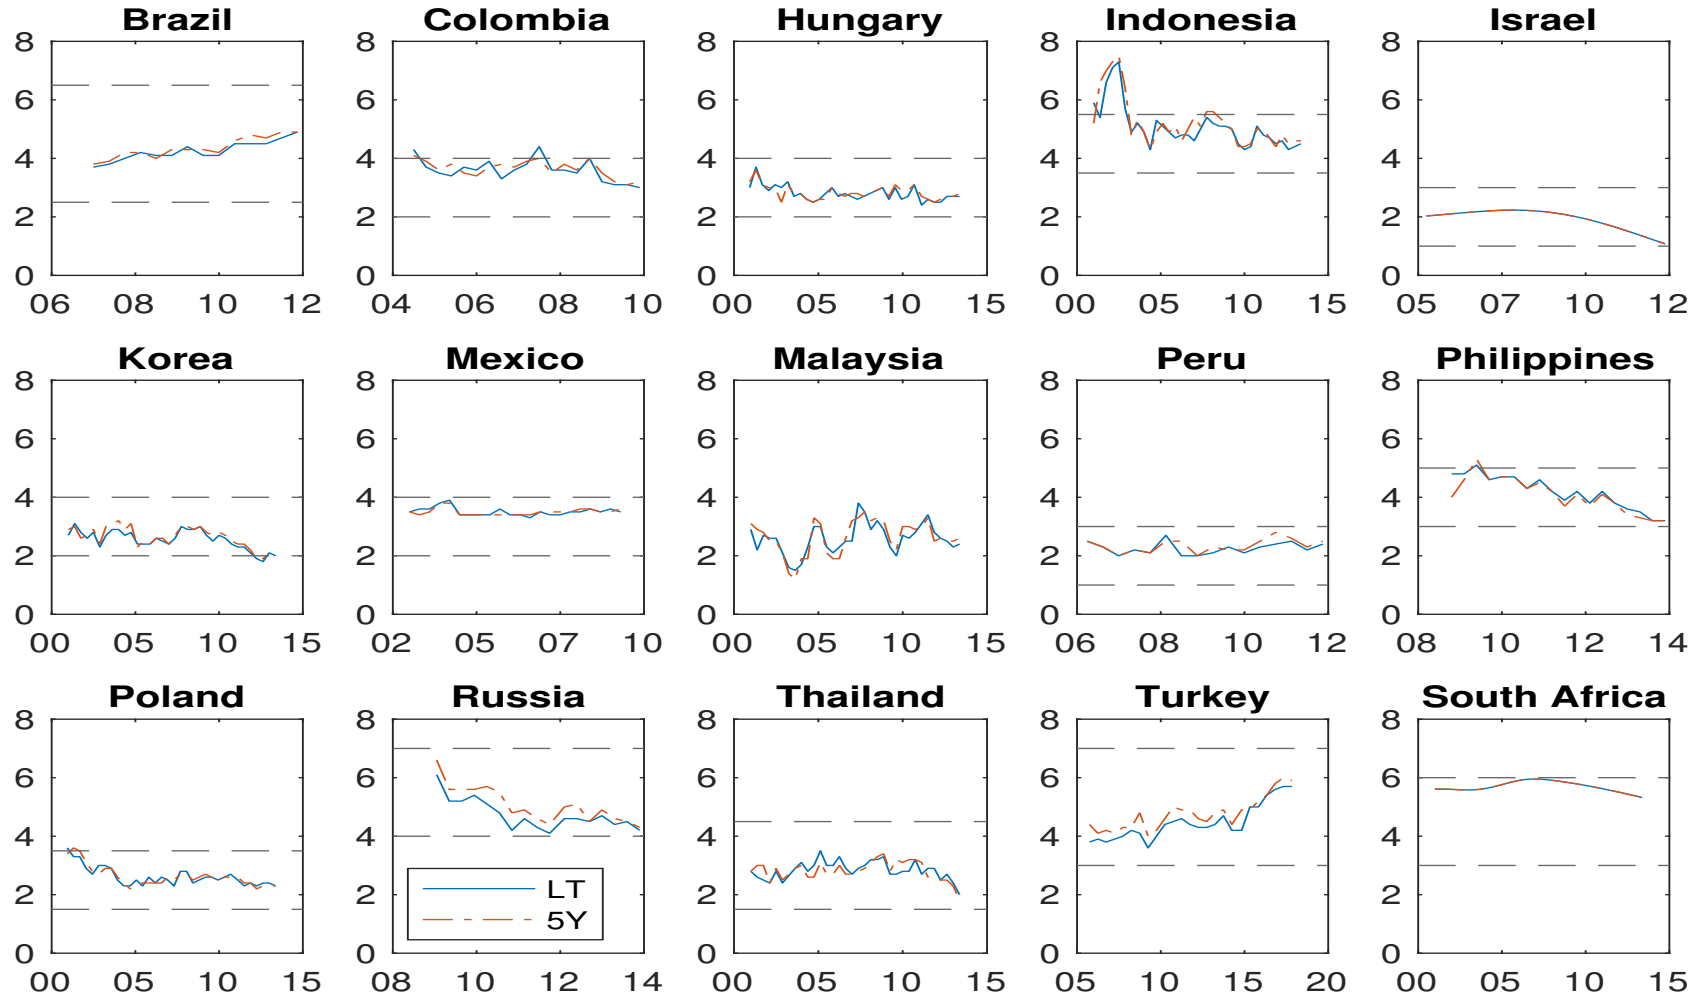 Brazil Colombia Hungary Indonesia Israel
8 8 8 8 8
6 6 6 6 6
4 4 4 4 4
2 2 2 2 2
0 0 0 0 0
06 08 10 12 04 06 08 10 00 05 10 15 00 05 10 15 05 07 10 12
Korea Mexico Malaysia Peru Philippines
8 8 8 8 8
6 6 6 6 6
4 4 4 4 4
2 2 2 2 2
0 0 0 0 0
00 05 10 15 02 05 07 10 00 05 10 15 06 08 10 12 08 10 12 14
Poland Russia Thailand Turkey South Africa
8 8 8 8 8
6 6 6 6 6
4 4 4 4 4
2 2 LT 2 2 2
5Y
0 0 0 0 0
00 05 10 15 08 10 12 14 00 05 10 15 05 10 15 20 00 05 10 15